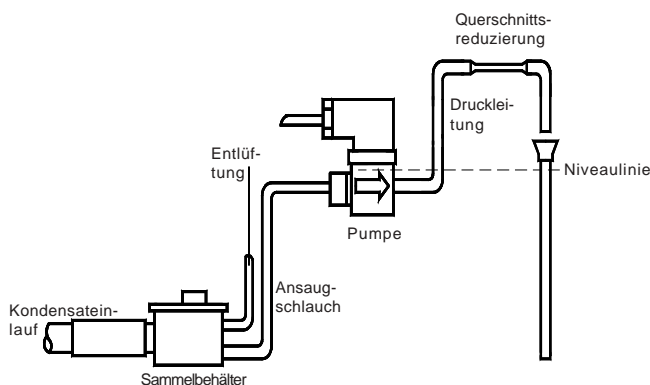 Querschnitts-
reduzierung
Drucklei-
tung
Entlüf-
tung
Niveaulinie
Pumpe
Ansaug-
schlauch
Kondensatein-
lauf
Sammelbehälter